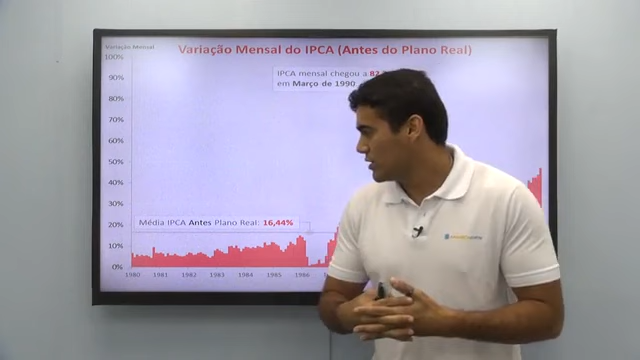 Variação Mensal
Variação Mensal do IPCA (Antes do Plano Real)
100%
90%
IPCA mensal chegou a 82
em Março de 1990
80%
70%
60%
50%
40%
30%
20%
Média IPCA Antes Plano Real: 16,44%
10%
0%
1980 1981 1982 1983 1984 1985 1986